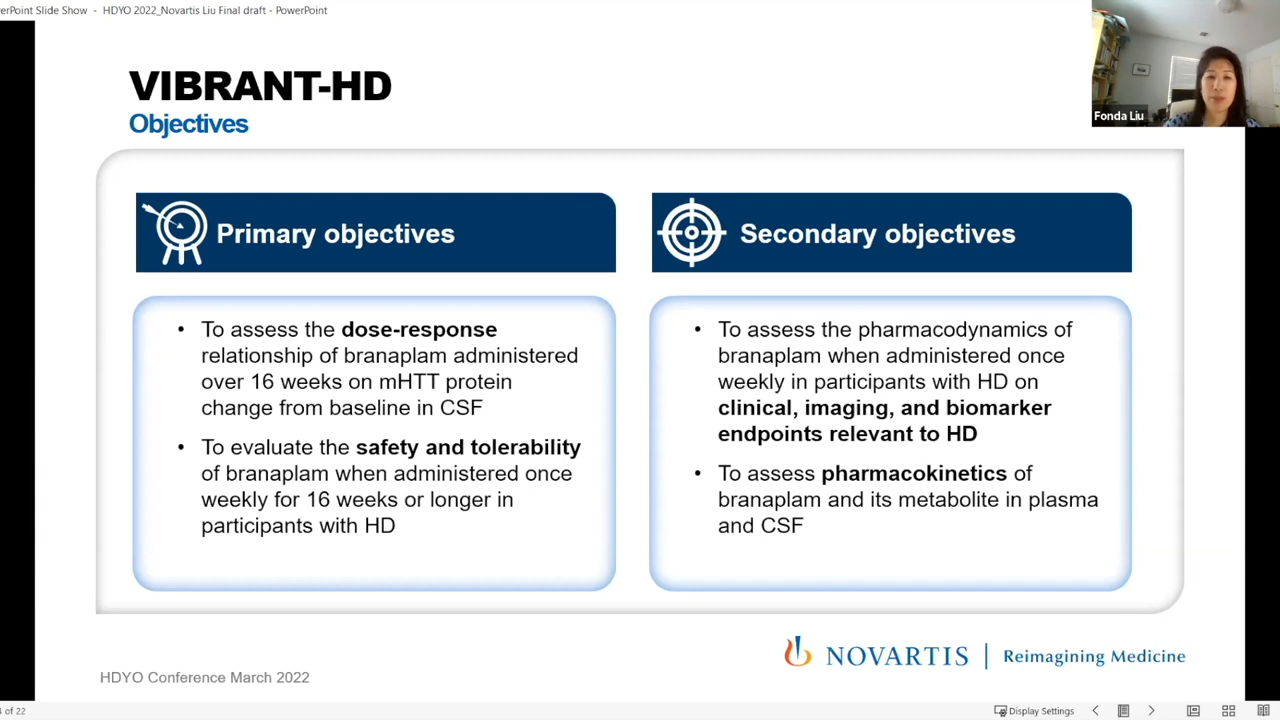 PowerPoint Slide Show - HDYO 2022_Novartis Liu Final draft - PowerPoint
Fonda Liu
VIBRANT-HD
Objectives
Primary objectives
• To assess the dose-response
relationship of branaplam administered
over 16 weeks on mHTT protein
change from baseline in CSF
• To evaluate the safety and tolerability
of branaplam when administered once
weekly for 16 weeks or longer in
participants with HD
Secondary objectives
• To assess the pharmacodynamics of
branaplam when administered once
weekly in participants with HD on
clinical, imaging, and biomarker
endpoints relevant to HD
• To assess pharmacokinetics of
branaplam and its metabolite in plasma
and CSF
NOVARTIS | Reimagining Medicine
HDYO Conference March 2022
of 22
Display Settings